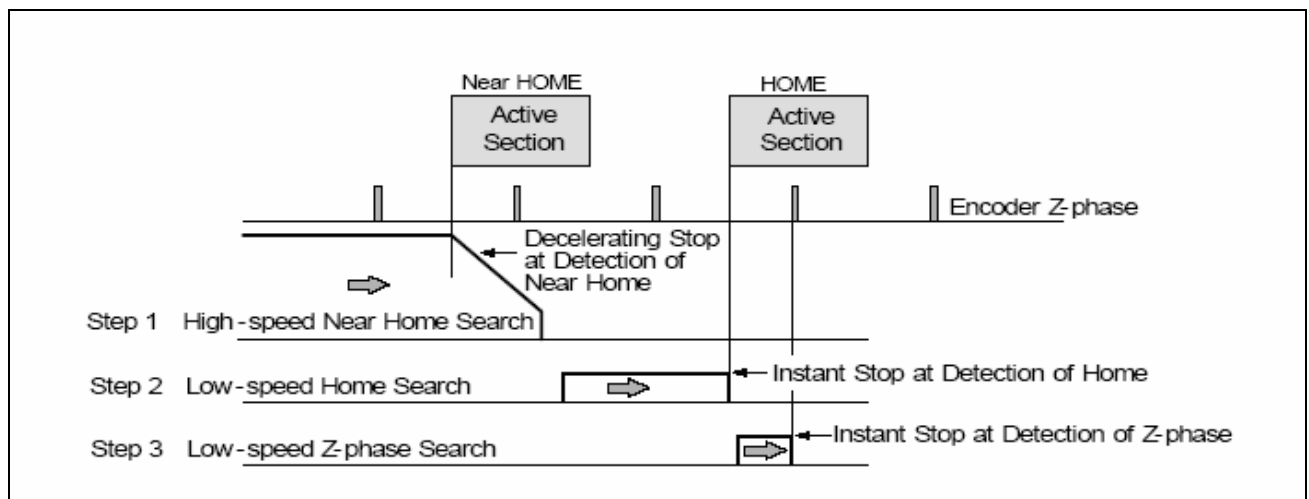 Near HOME
HOME
Active
Section
Active
Section
Encoder Z-phase
Decelerating Stop
at Detection of
Near Home
Step 1 High-speed Near Home Search
Instant Stop at Detection of Home
Step 2 Low-speed Home Search
Instant Stop at Detection of Z-phase
Step 3 Low-speed Z-phase Search